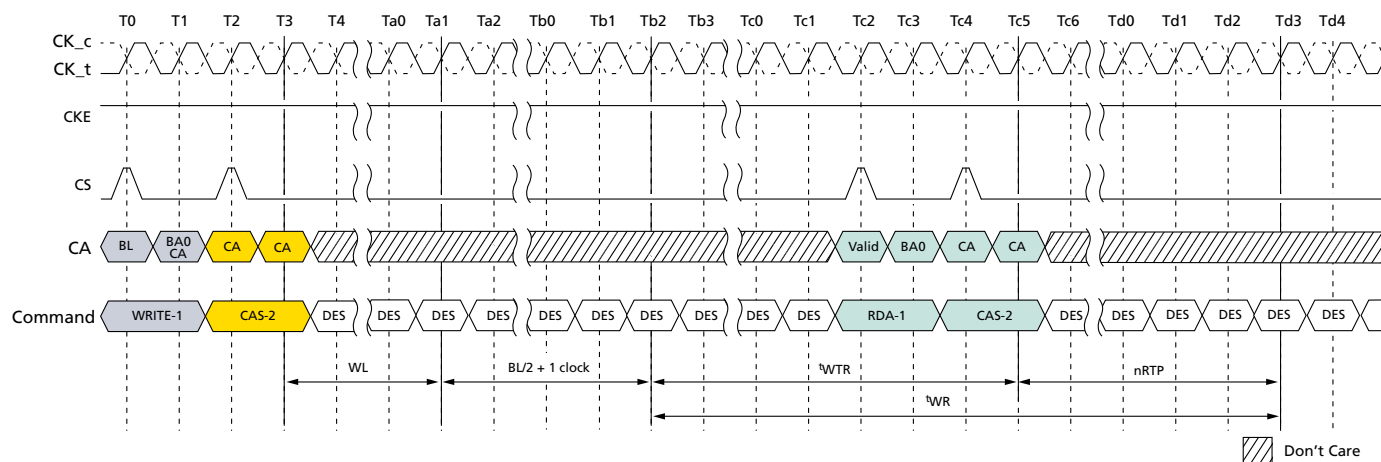 T0 T1 T2 T3 T4 Ta0 Ta1 Ta2 Tb0 Tb1 Tb2 Tb3 Tc0 Tc1 Tc2 Tc3 Tc4 Tc5 Tc6 Td0 Td1 Td2 Td3 Td4
CK_c
CK_t
CKE
CS
CA BL BA0 CA CA CA Valid BA0 CA CA
Command WRITE-1 CAS-2 DES DES DES DES DES DES DES DES DES DES RDA-1 CAS-2 DES DES DES DES DES DES
WL BL/2 + 1 clock tWTR nRTP
tWR
Don't Care